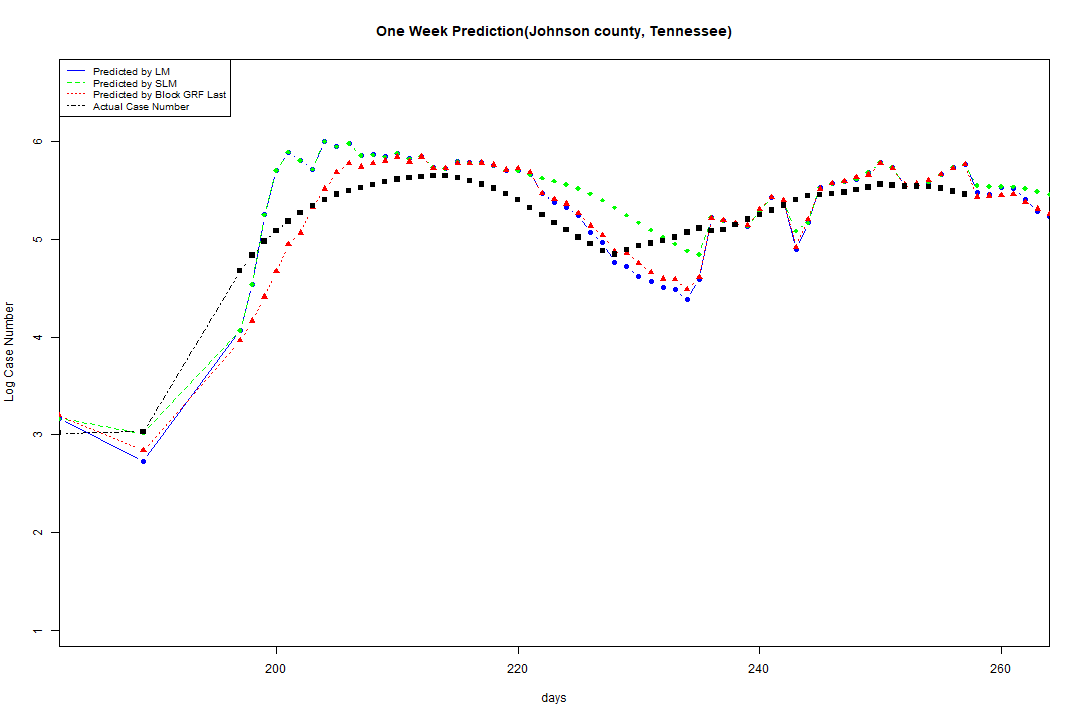 One Week Prediction(Johnson county, Tennessee)
Predicted by LM
Predicted by SLM
Predicted by Block GRF Last
Actual Case Number
6
5
4
3
2
1
Log Case Number
200
220
240
260
days